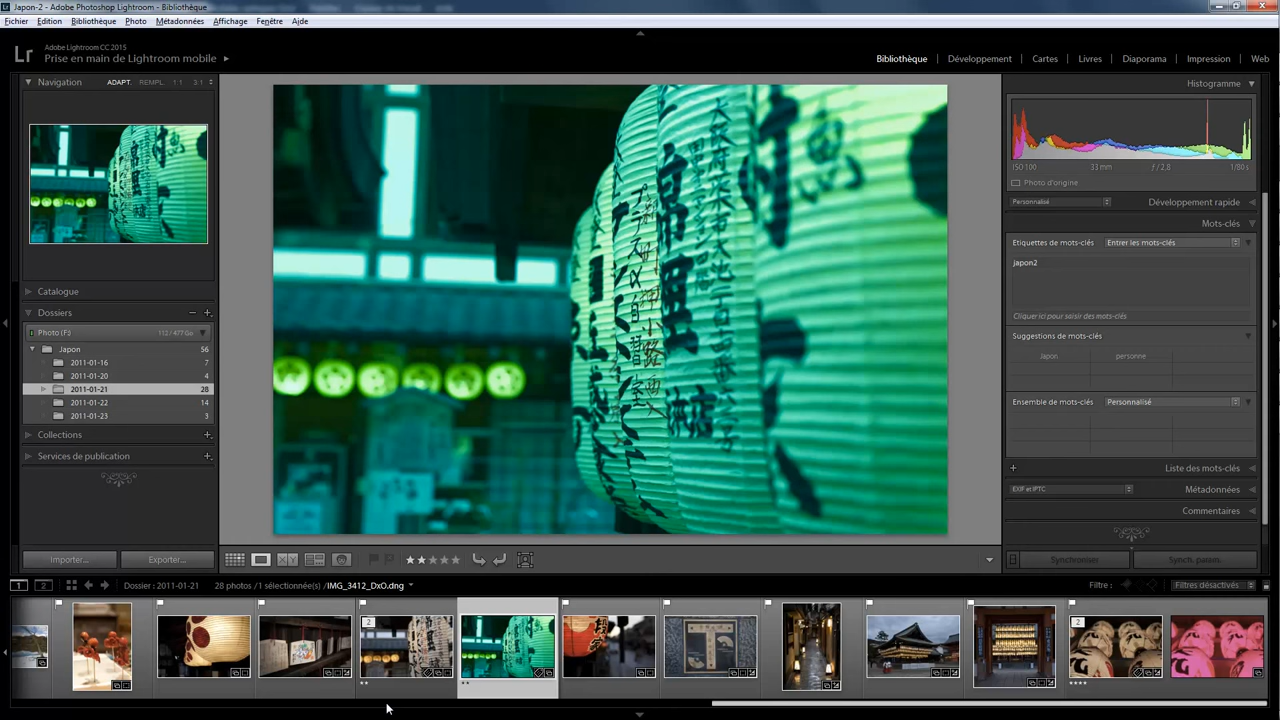 Japon-2 - Adobe Photoshop Lightroom - Bibliothèque
Fichier Edition Bibliothèque Photo Métadonnées Affichage Fenêtre Aide
Lr
Adobe Lightroom CC 2015
Prise en main de Lightroom mobile
Bibliothèque Développement Cartes Livres Diaporama Impression Web
Navigation ADAPT. REMPL. 1:1 3:1
Catalogue
Dossiers
Photo (F:) 112 / 477 Go
Japon 56
2011-01-16 7
2011-01-20 4
2011-01-21 28
2011-01-22 14
2011-01-23 3
Collections
Services de publication
Importer... Exporter...
Histogramme
ISO 100 33 mm ƒ / 2,8 1/80 s
Photo d'origine
Personnalisé Développement rapide
Mots-clés
Etiquettes de mots-clés Entrer les mots-clés
japon2
Cliquer ici pour saisir des mots-clés
Suggestions de mots-clés
Japon personne
Ensemble de mots-clés Personnalisé
Liste des mots-clés
EXIF et IPTC Métadonnées
Commentaires
Synchroniser Synch. param.
XY
1 2 Dossier : 2011-01-21 28 photos /1 sélectionnée(s) /IMG_3412_DxO.dng
Filtre : Filtres désactivés
2
2